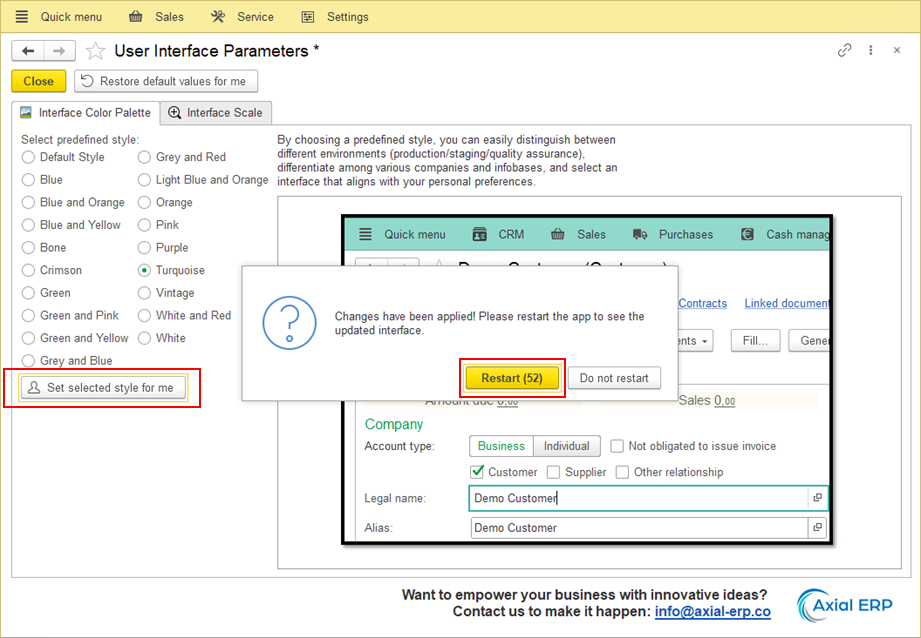 Quick menu Sales Service Settings
User Interface Parameters *
Close Restore default values for me
Interface Color Palette Interface Scale
Select predefined style:
Default Style Grey and Red
Blue Light Blue and Orange
Blue and Orange Orange
Blue and Yellow Pink
Bone Purple
Crimson Turquoise
Green Vintage
Green and Pink White and Red
Green and Yellow White
Grey and Blue
Set selected style for me
By choosing a predefined style, you can easily distinguish between
different environments (production/staging/quality assurance),
differentiate among various companies and infobases, and select an
interface that aligns with your personal preferences.
Quick menu CRM Sales Purchases Cash manag
Contracts Linked document
Changes have been applied! Please restart the app to see the
updated interface.
Restart (52) Do not restart
ents Fill... Gener
Amount due 0.00 Sales 0.00
Company
Account type: Business Individual Not obligated to issue invoice
Customer Supplier Other relationship
Legal name: Demo Customer
Alias: Demo Customer
Want to empower your business with innovative ideas?
Contact us to make it happen: info@axial-erp.co
Axial ERP